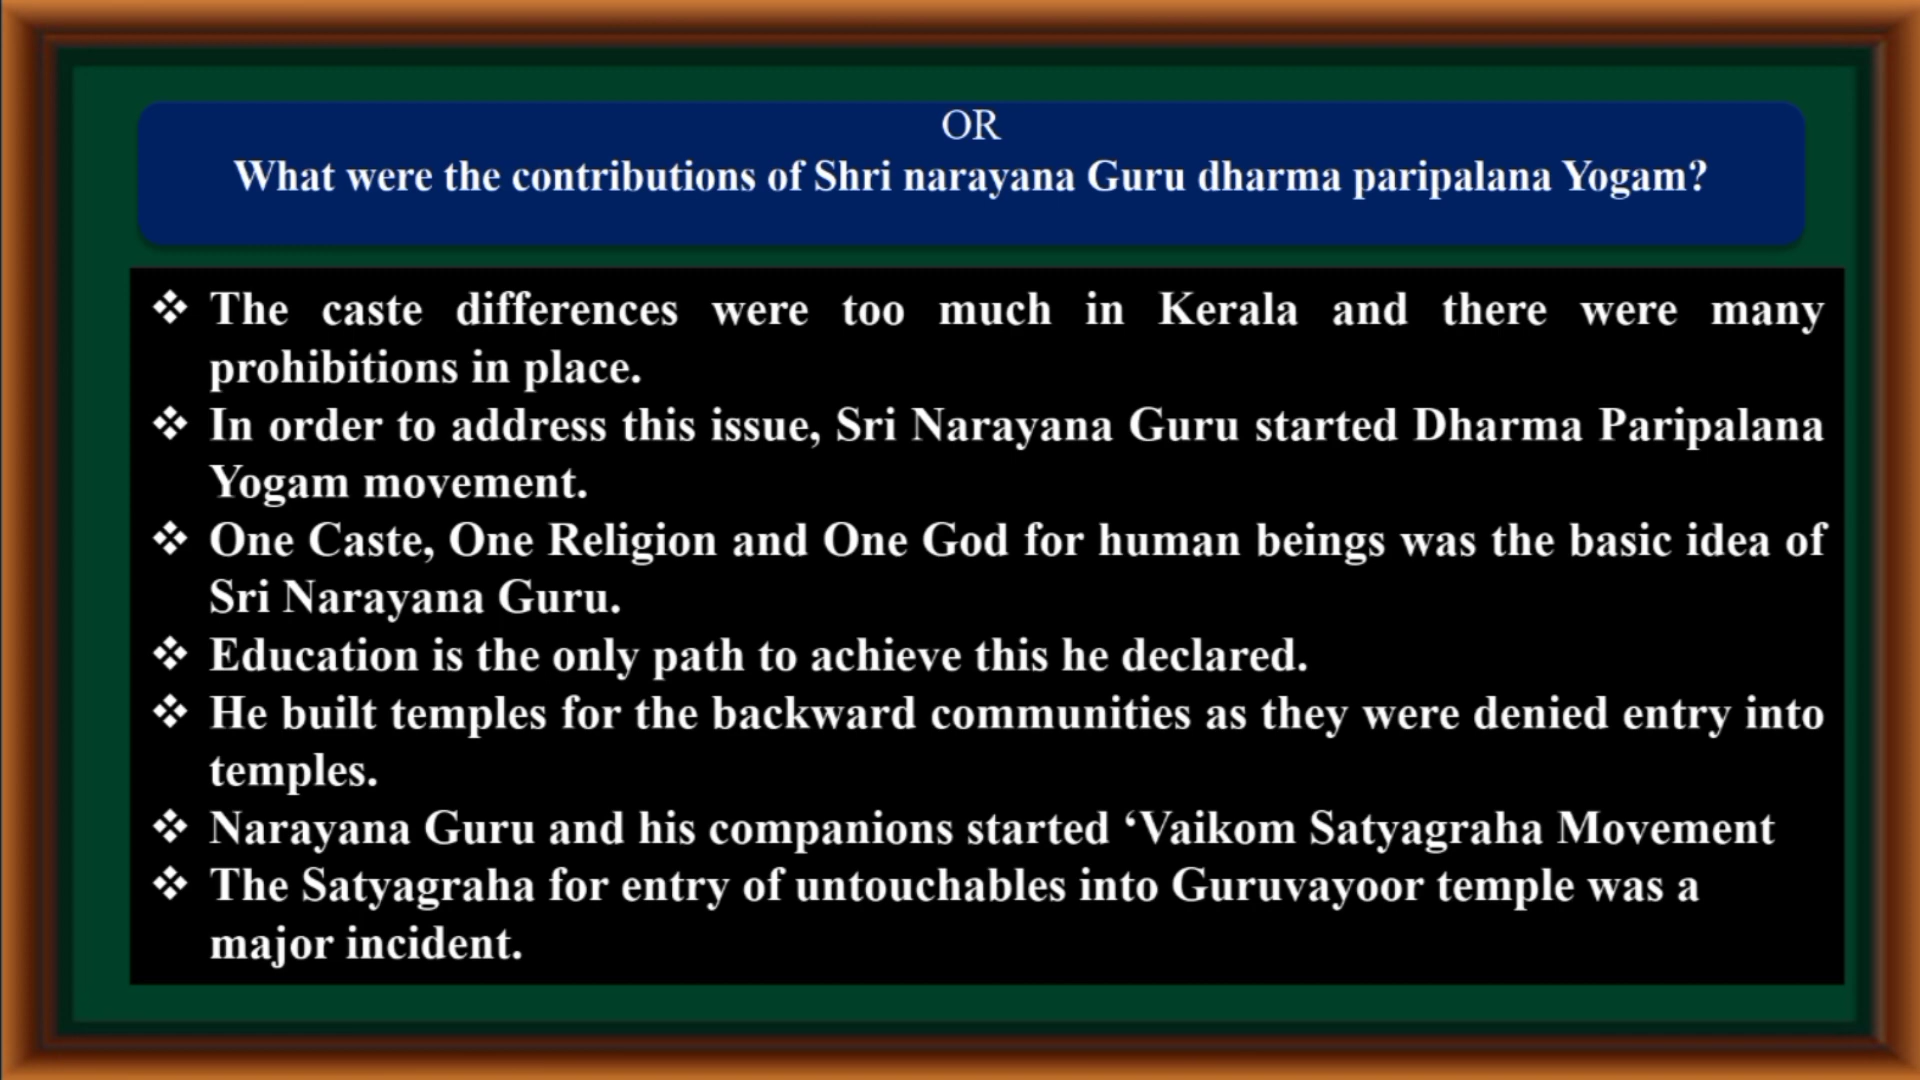 OR
What were the contributions of Shri narayana Guru dharma paripalana Yogam?
❖ The caste differences were too much in Kerala and there were many
prohibitions in place.
❖ In order to address this issue, Sri Narayana Guru started Dharma Paripalana
Yogam movement.
❖ One Caste, One Religion and One God for human beings was the basic idea of
Sri Narayana Guru.
❖ Education is the only path to achieve this he declared.
❖ He built temples for the backward communities as they were denied entry into
temples.
❖ Narayana Guru and his companions started ‘Vaikom Satyagraha Movement
❖ The Satyagraha for entry of untouchables into Guruvayoor temple was a
major incident.